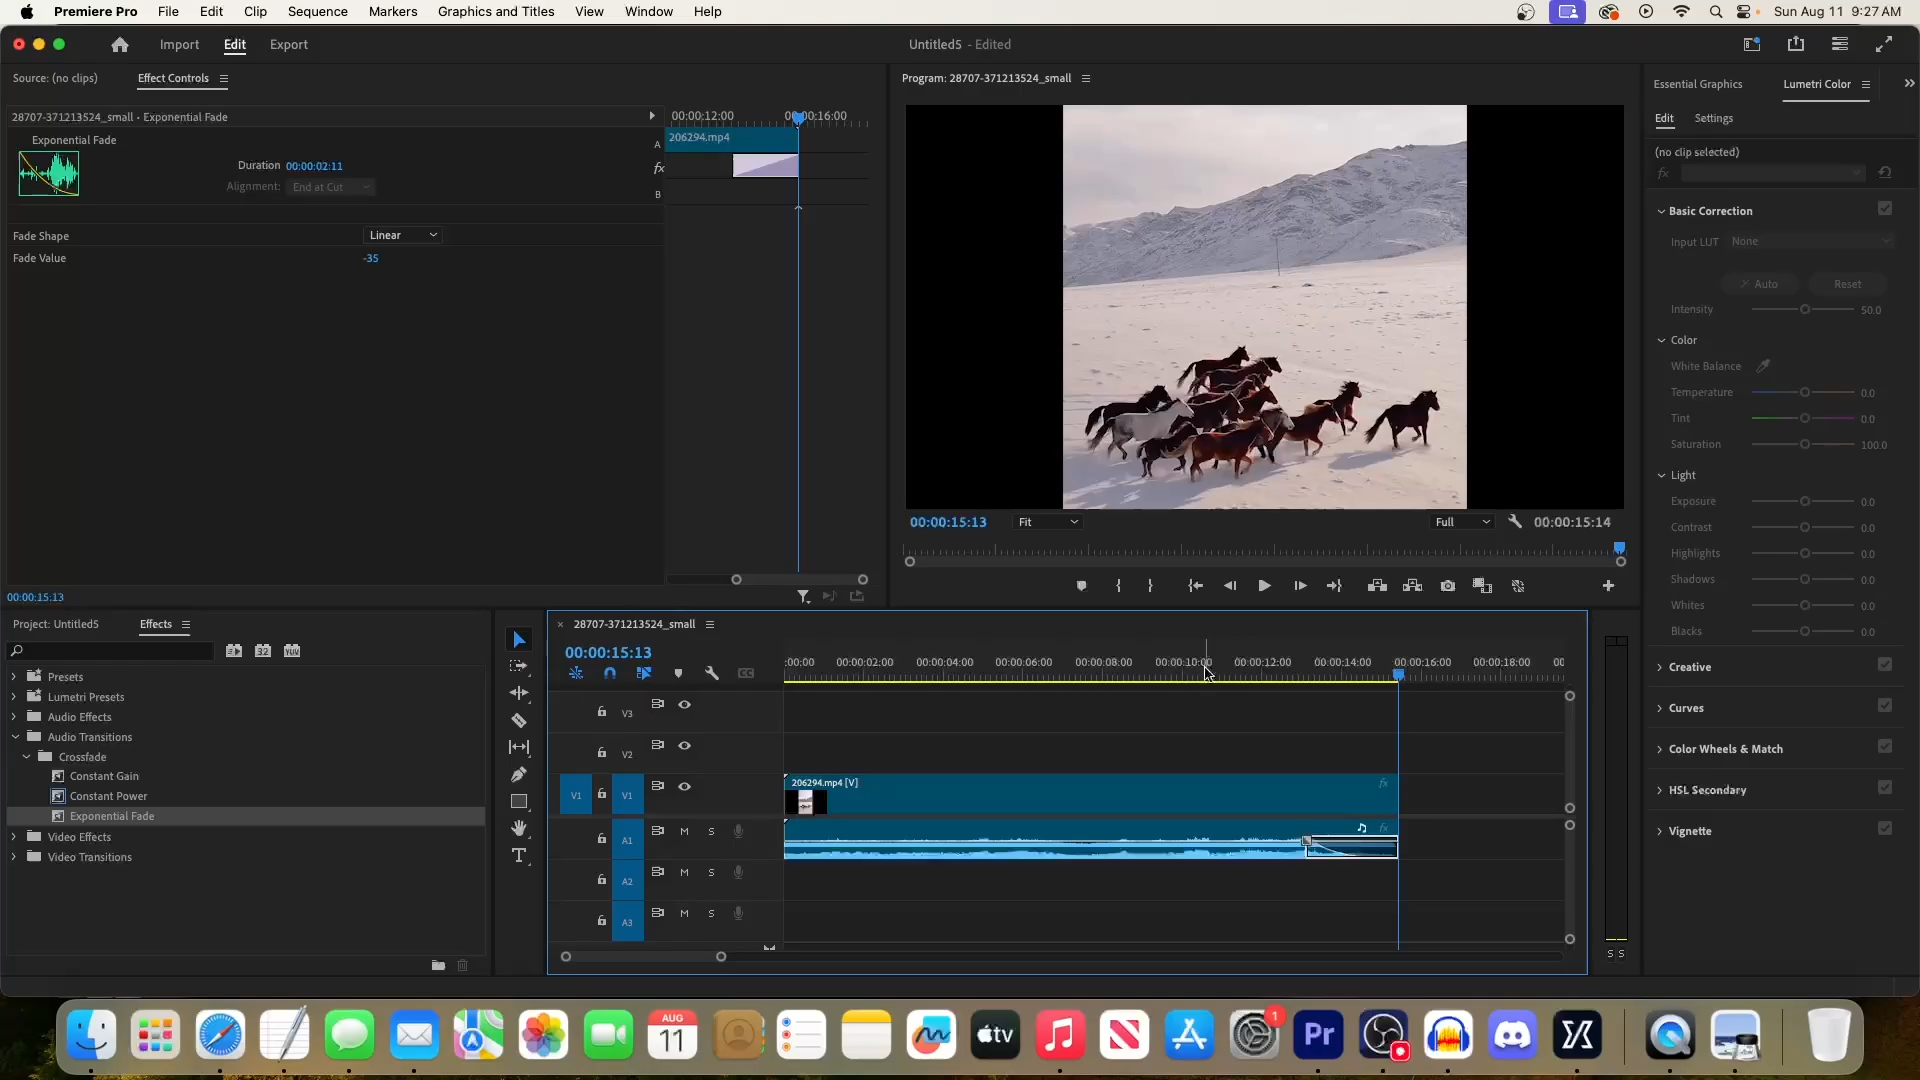 Premiere Pro File Edit Clip Sequence Markers Graphics and Titles View Window Help Sun Aug 11 9:27 AM
Import Edit Export Untitled5 - Edited
Source: (no clips) Effect Controls
Program: 28707-371213524_small
Essential Graphics Lumetri Color
28707-371213524_small - Exponential Fade
00:00:12:00 00:00:16:00
Edit Settings
Exponential Fade
A 206294.mp4
(no clip selected)
Duration 00:00:02:11
fx
fx
Alignment: End at Cut
B
Basic Correction
Fade Shape Linear
Input LUT None
Fade Value -35
Auto Reset
Intensity 50.0
Color
White Balance
Temperature 0.0
Tint 0.0
Saturation 100.0
Light
Exposure 0.0
Contrast 0.0
Highlights 0.0
Shadows 0.0
Whites 0.0
Blacks 0.0
Creative
Curves
Color Wheels & Match
HSL Secondary
Vignette
00:00:15:13 Fit Full 00:00:15:14
00:00:15:13
Project: Untitled5 Effects
32 YUV
Presets
Lumetri Presets
Audio Effects
Audio Transitions
Crossfade
Constant Gain
Constant Power
Exponential Fade
Video Effects
Video Transitions
T
28707-371213524_small
00:00:15:13
:00:00 00:00:02:00 00:00:04:00 00:00:06:00 00:00:08:00 00:00:10:00 00:00:12:00 00:00:14:00 00:00:16:00 00:00:18:00 00
CC
V3
V2
V1 V1 206294.mp4 [V] fx
A1 M S fx
A2 M S
A3 M S
S S
AUG
11
tv
1
Pr